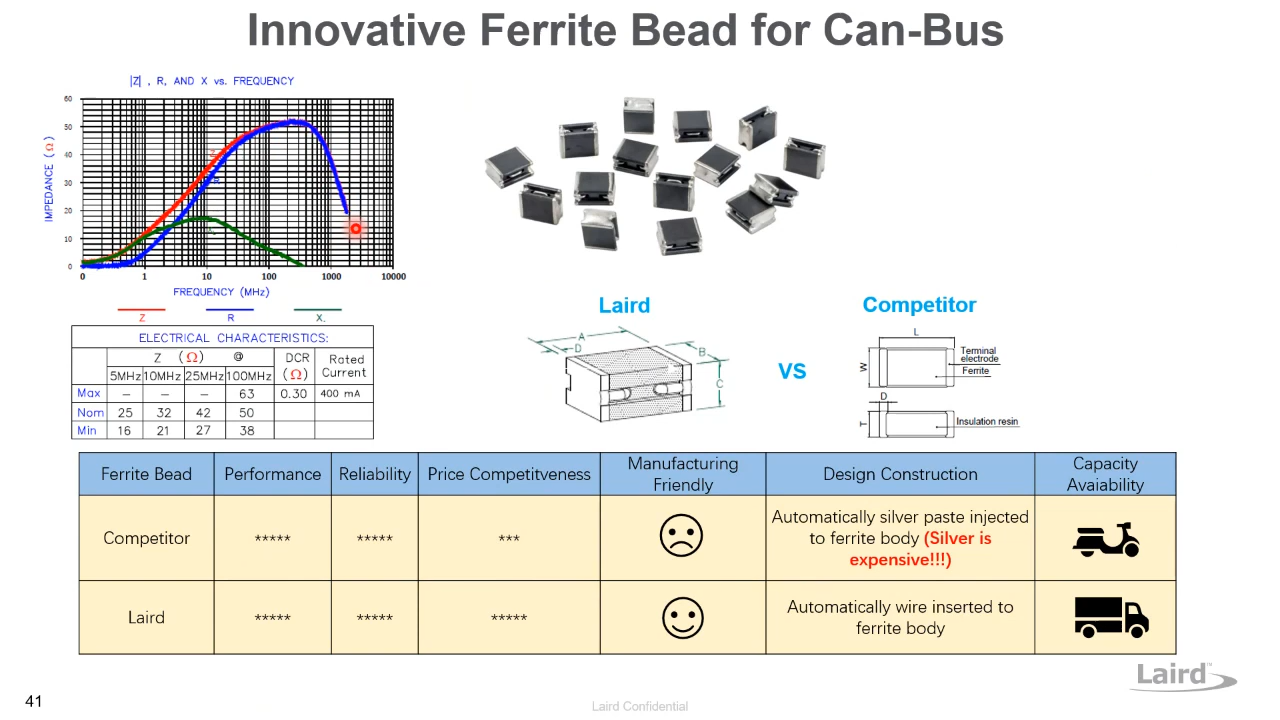 Innovative Ferrite Bead for Can-Bus
|Z| , R, AND X vs. FREQUENCY
60
50
40
30
20
10
0
IMPEDANCE (Ω)
Z
R
X
0 1 10 100 1000 10000
FREQUENCY (MHz)
Z R X.
ELECTRICAL CHARACTERISTICS:
Z (Ω) @ DCR (Ω) Rated Current
5MHz 10MHz 25MHz 100MHz
Max – – – 63 0.30 400 mA
Nom 25 32 42 50
Min 16 21 27 38
Laird
A
D
B
C
VS
Competitor
L
W
Terminal
electrode
Ferrite
D
T
Insulation resin
Ferrite Bead Performance Reliability Price Competitveness Manufacturing Friendly Design Construction Capacity Avaiability
Competitor ***** ***** ***
Automatically silver paste injected
to ferrite body (Silver is
expensive!!!)
Laird ***** ***** *****
Automatically wire inserted to
ferrite body
Laird™
41
Laird Confidential